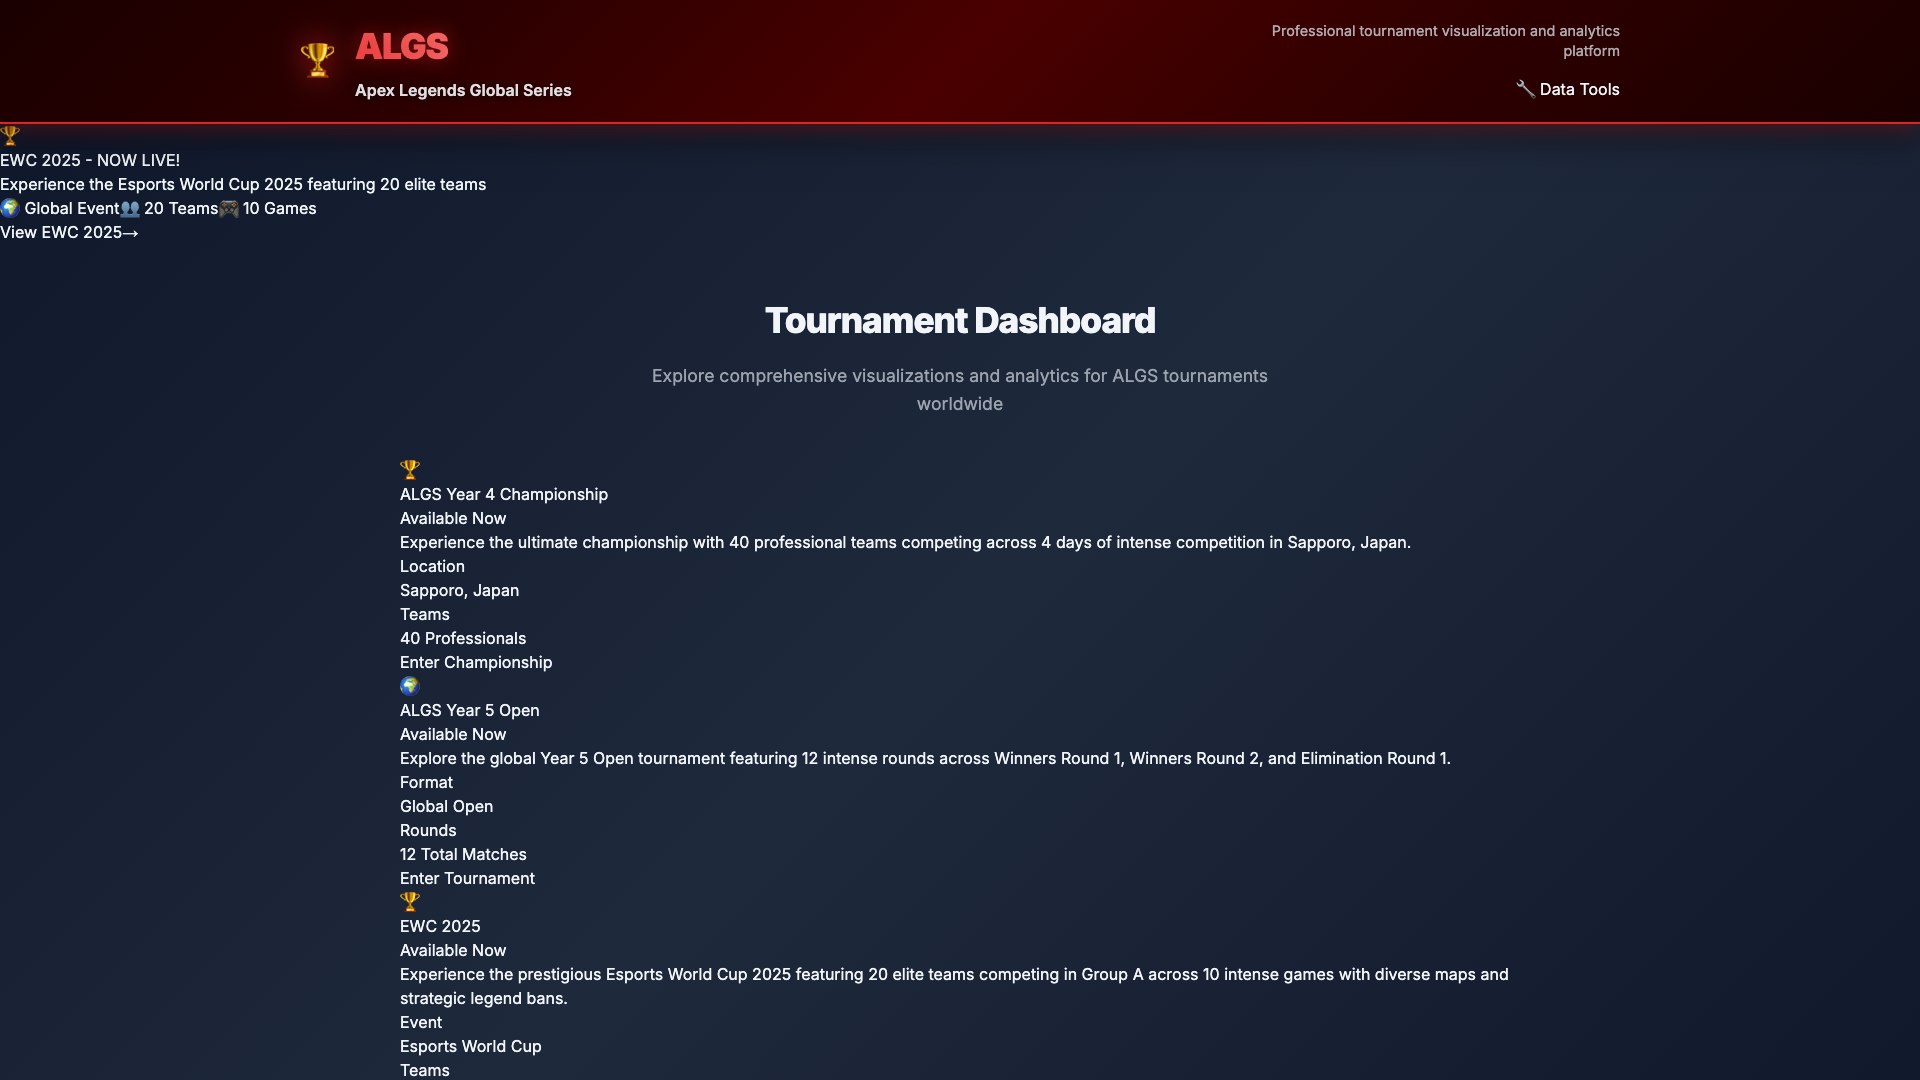 ALGS
Apex Legends Global Series
Professional tournament visualization and analytics
platform
Data Tools
EWC 2025 - NOW LIVE!
Experience the Esports World Cup 2025 featuring 20 elite teams
Global Event 20 Teams 10 Games
View EWC 2025→
Tournament Dashboard
Explore comprehensive visualizations and analytics for ALGS tournaments
worldwide
ALGS Year 4 Championship
Available Now
Experience the ultimate championship with 40 professional teams competing across 4 days of intense competition in Sapporo, Japan.
Location
Sapporo, Japan
Teams
40 Professionals
Enter Championship
ALGS Year 5 Open
Available Now
Explore the global Year 5 Open tournament featuring 12 intense rounds across Winners Round 1, Winners Round 2, and Elimination Round 1.
Format
Global Open
Rounds
12 Total Matches
Enter Tournament
EWC 2025
Available Now
Experience the prestigious Esports World Cup 2025 featuring 20 elite teams competing in Group A across 10 intense games with diverse maps and
strategic legend bans.
Event
Esports World Cup
Teams